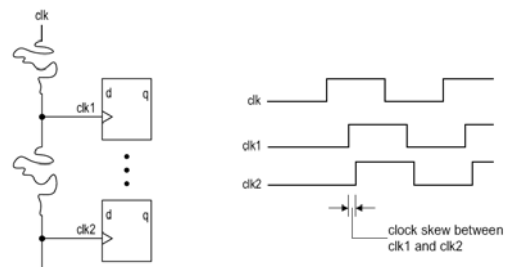 clk
clk1
d q
clk2
d q
clk
clk1
clk2
clock skew between
clk1 and clk2